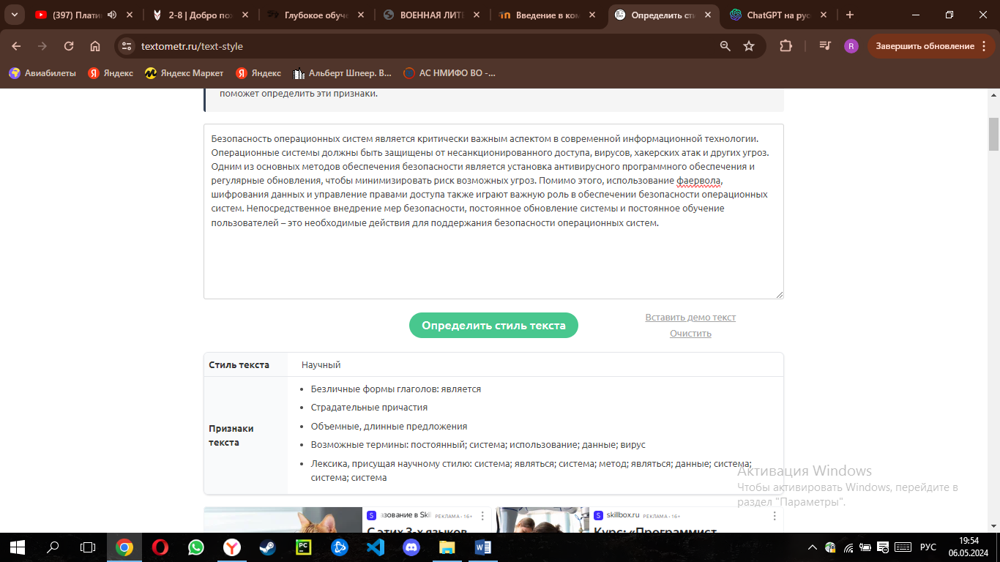 (397) Плати
2-8 | Добро по
Глубокое обуч
ВОЕННАЯ ЛИТ
Введение в ком
Определить сти
ChatGPT на рус
textometr.ru/text-style
R
Завершить обновление
Авиабилеты
Яндекс
Яндекс Маркет
Яндекс
Альберт Шпеер. В...
АС НМИФО ВО -...
поможет определить эти признаки.
Безопасность операционных систем является критически важным аспектом в современной информационной технологии.
Операционные системы должны быть защищены от несанкционированного доступа, вирусов, хакерских атак и других угроз.
Одним из основных методов обеспечения безопасности является установка антивирусного программного обеспечения и
регулярные обновления, чтобы минимизировать риск возможных угроз. Помимо этого, использование фаервола,
шифрования данных и управление правами доступа также играют важную роль в обеспечении безопасности операционных
систем. Непосредственное внедрение мер безопасности, постоянное обновление системы и постоянное обучение
пользователей – это необходимые действия для поддержания безопасности операционных систем.
Определить стиль текста
Вставить демо текст
Очистить
Стиль текста
Научный
Признаки
текста
Безличные формы глаголов: является
Страдательные причастия
Объемные, длинные предложения
Возможные термины: постоянный; система; использование; данные; вирус
Лексика, присущая научному стилю: система; являться; система; метод; являться; данные; система;
система; система
Активация Windows
Чтобы активировать Windows, перейдите в
раздел "Параметры".
S
зование в Ski
РЕКЛАМА • 16+
С этих 3-х языков
S
skillbox.ru
РЕКЛАМА • 16+
Курс: «Программист
Y
PC
W
РУС
19:54
06.05.2024